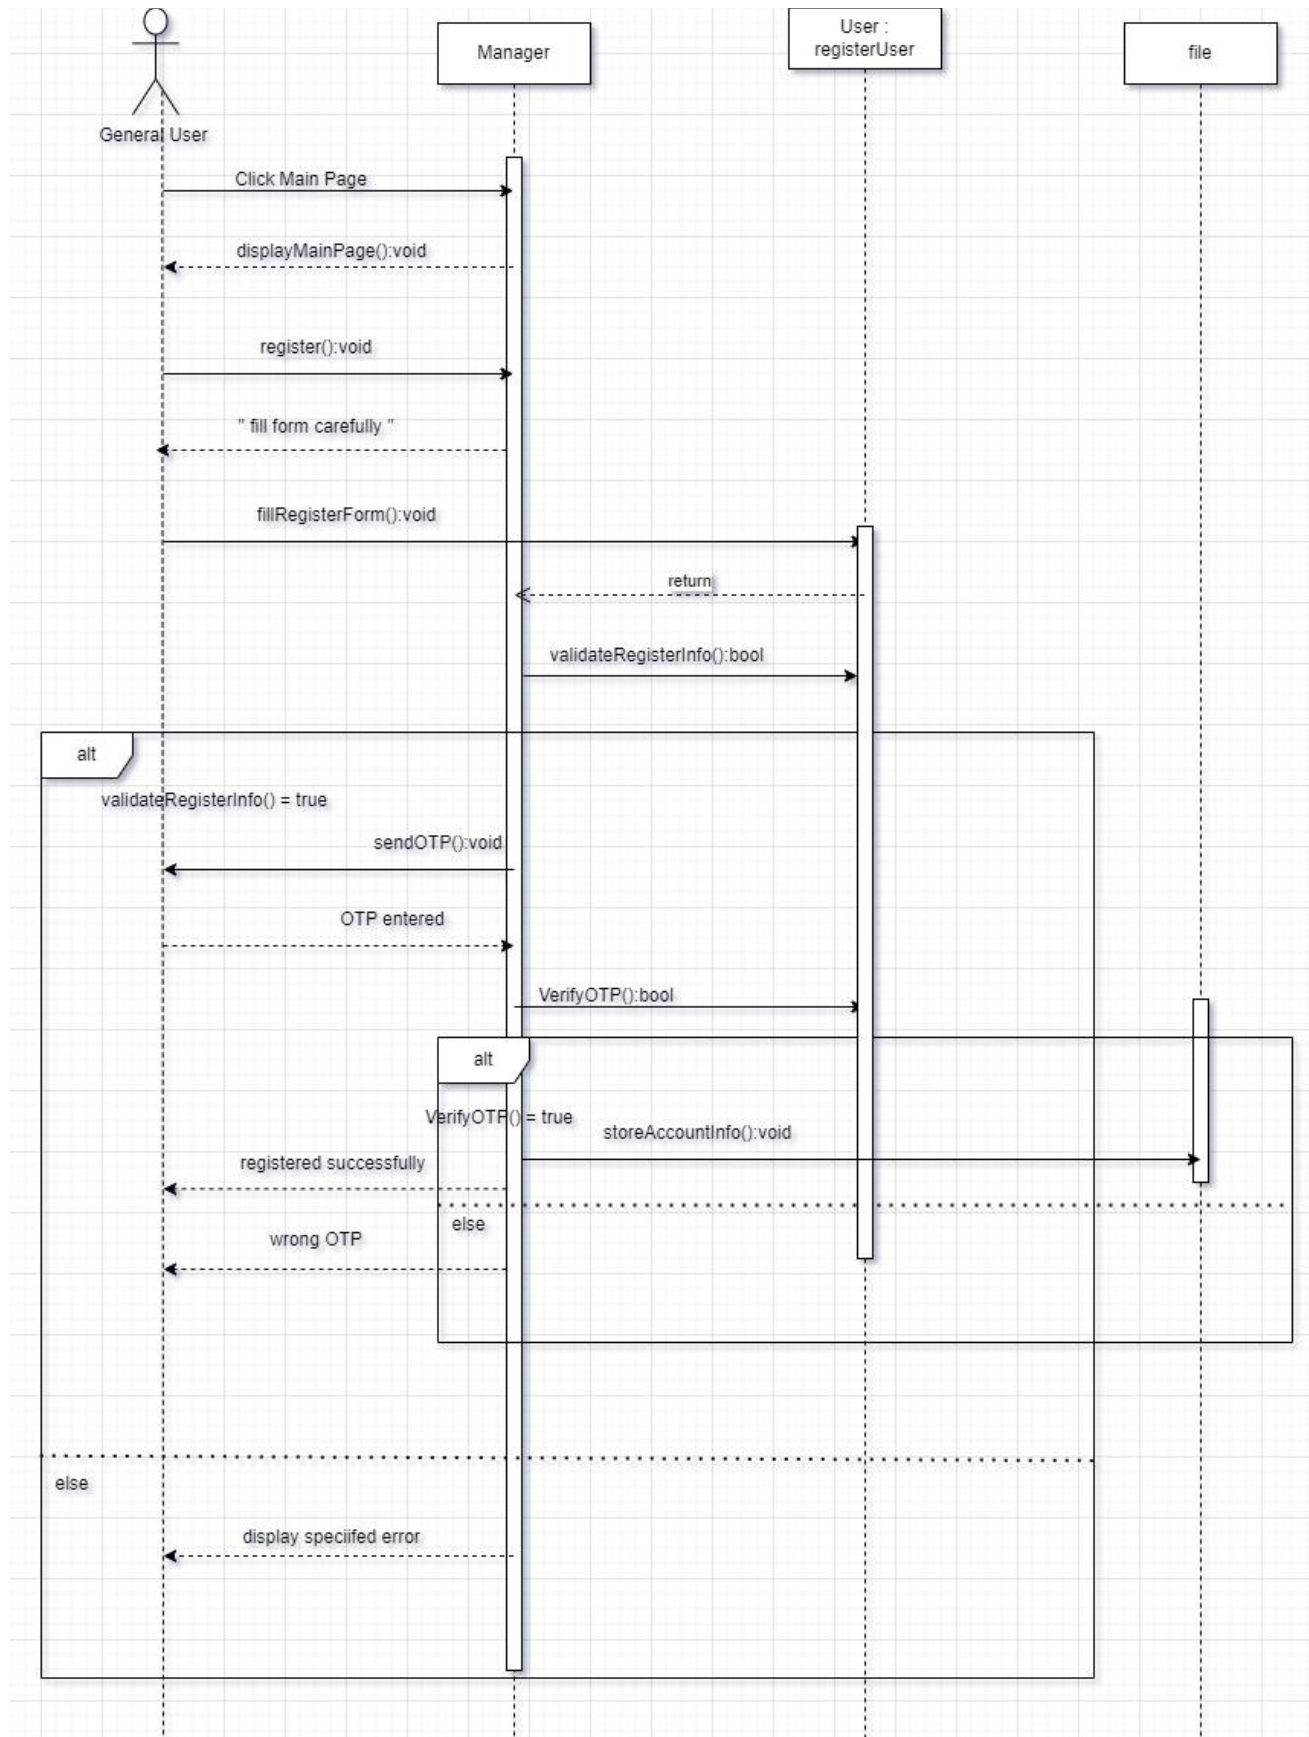 General User
Manager
User :
registerUser
file
Click Main Page
displayMainPage():void
register():void
" fill form carefully "
fillRegisterForm():void
return
validateRegisterInfo():bool
alt
validateRegisterInfo() = true
sendOTP():void
OTP entered
VerifyOTP():bool
alt
VerifyOTP() = true
storeAccountInfo():void
registered successfully
else
wrong OTP
else
display speciifed error